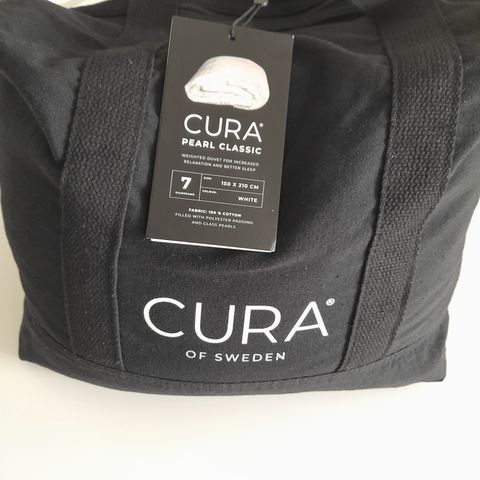 CURA®
PEARL CLASSIC
WEIGHTED DUVET FOR INCREASED
RELAXATION AND BETTER SLEEP
7
KILOGRAMS
SIZE:
150 X 210 CM
COLOUR:
WHITE
FABRIC: 100 % COTTON
FILLED WITH POLYESTER PADDING
AND GLASS PEARLS
CURA®
OF SWEDEN